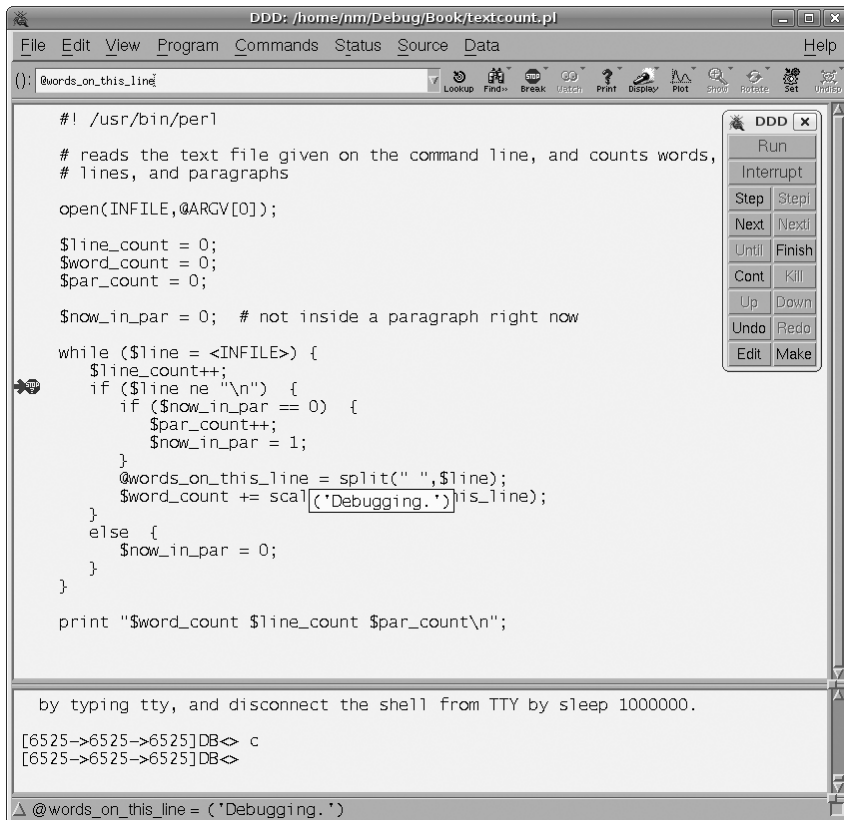 DDD: /home/nm/Debug/Book/textcount.pl
File Edit View Program Commands Status Source Data Help
(): @words_on_this_line
Lookup Find» Break Watch Print Display Plot Show Rotate Set Undisp
#! /usr/bin/perl
# reads the text file given on the command line, and counts words,
# lines, and paragraphs
open(INFILE,@ARGV[0]);
$line_count = 0;
$word_count = 0;
$par_count = 0;
$now_in_par = 0;  # not inside a paragraph right now
while ($line = <INFILE>) {
$line_count++;
STOP
if ($line ne "\n")  {
if ($now_in_par == 0)  {
$par_count++;
$now_in_par = 1;
}
@words_on_this_line = split(" ",$line);
$word_count += scal
('Debugging.')
his_line);
}
else  {
$now_in_par = 0;
}
}
print "$word_count $line_count $par_count\n";
DDD
Run
Interrupt
Step Stepi
Next Nexti
Until Finish
Cont Kill
Up Down
Undo Redo
Edit Make
by typing tty, and disconnect the shell from TTY by sleep 1000000.
[6525->6525->6525]DB<> c
[6525->6525->6525]DB<>
@words_on_this_line = ('Debugging.')